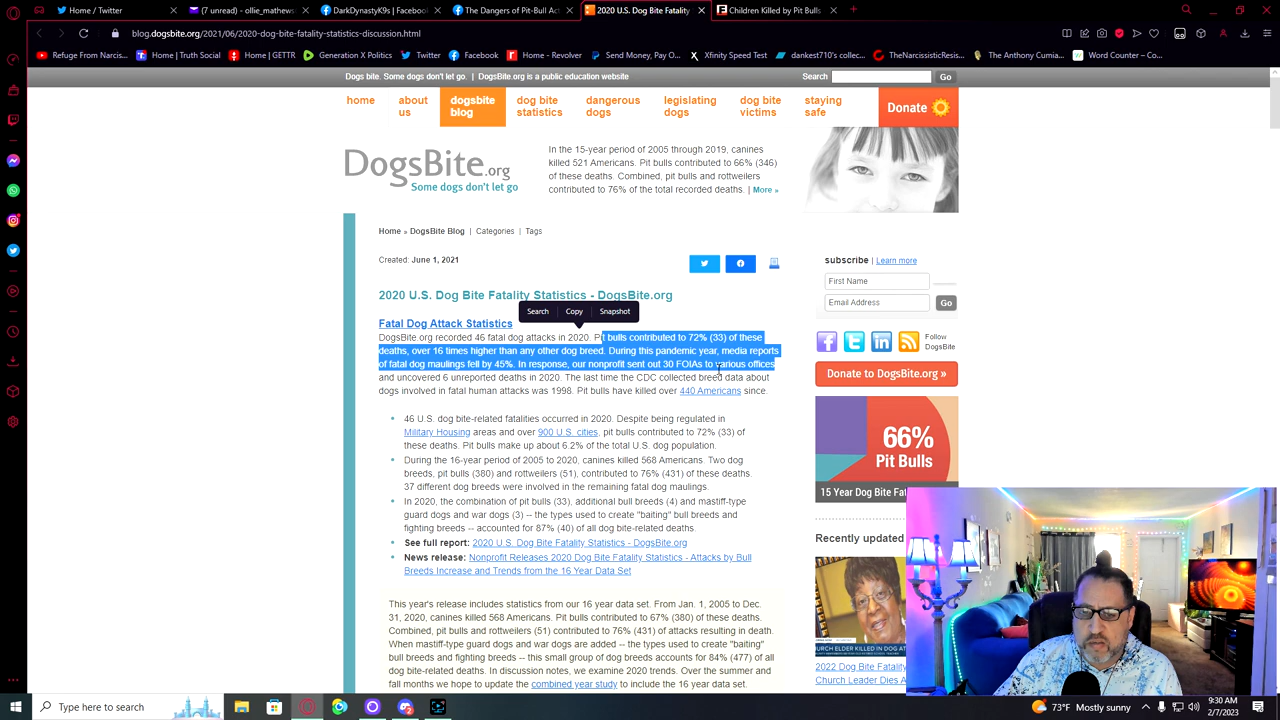 (7 unread) - ollie_mathews
DarkDynastyK9s | Facebook
The Dangers of Pit-Bull Ac
2020 U.S. Dog Bite Fatality
Children Killed by Pit Bull
blog.dogsbite.org/2021/06/2020-dog-bite-fatality-statistics-discussion.html
Refuge From Narcis...
Home | Truth Social
Home - GETTR
Generation X Politics
Twitter
Facebook
Home - Revolver
Send Money, Pay O...
Xfinity Speed Test
dankest710's collec...
TheNarcissisticResis...
The Anthony Cumia...
Word Counter - Co...
Dogs bite. Some dogs don't let go. | DogsBite.org is a public education website
Search
Go
home
about us
dogsbite blog
dog bite statistics
dangerous dogs
legislating dogs
dog bite victims
staying safe
Donate
DogsBite.org
Some dogs don't let go
In the 15-year period of 2005 through 2019, canines
killed 521 Americans. Pit bulls contributed to 66% (346)
of these deaths. Combined, pit bulls and rottweilers
contributed to 76% of the total recorded deaths. | More »
Home » DogsBite Blog | Categories | Tags
Created: June 1, 2021
2020 U.S. Dog Bite Fatality Statistics - DogsBite.org
Search
Copy
Snapshot
Fatal Dog Attack Statistics
DogsBite.org recorded 46 fatal dog attacks in 2020. Pit bulls contributed to 72% (33) of these
deaths, over 16 times higher than any other dog breed. During this pandemic year, media reports
of fatal dog maulings fell by 45%. In response, our nonprofit sent out 30 FOIAs to various offices
and uncovered 6 unreported deaths in 2020. The last time the CDC collected breed data about
dogs involved in fatal human attacks was 1998. Pit bulls have killed over 440 Americans since.
• 46 U.S. dog bite-related fatalities occurred in 2020. Despite being regulated in
Military Housing areas and over 900 U.S. cities, pit bulls contributed to 72% (33) of
these deaths. Pit bulls make up about 6.2% of the total U.S. dog population.
• During the 16-year period of 2005 to 2020, canines killed 568 Americans. Two dog
breeds, pit bulls (380) and rottweilers (51), contributed to 76% (431) of these deaths.
37 different dog breeds were involved in the remaining fatal dog maulings.
• In 2020, the combination of pit bulls (33), additional bull breeds (4) and mastiff-type
guard dogs and war dogs (3) -- the types used to create "baiting" bull breeds and
fighting breeds -- accounted for 87% (40) of all dog bite-related deaths.
• See full report: 2020 U.S. Dog Bite Fatality Statistics - DogsBite.org
• News release: Nonprofit Releases 2020 Dog Bite Fatality Statistics - Attacks by Bull
Breeds Increase and Trends from the 16 Year Data Set
This year's release includes statistics from our 16 year data set. From Jan. 1, 2005 to Dec.
31, 2020, canines killed 568 Americans. Pit bulls contributed to 67% (380) of these deaths.
Combined, pit bulls and rottweilers (51) contributed to 76% (431) of attacks resulting in death.
When mastiff-type guard dogs and war dogs are added -- the types used to create "baiting"
bull breeds and fighting breeds -- this small group of dog breeds accounts for 84% (477) of all
dog bite-related deaths. In discussion notes, we examine 2020 trends. Over the summer and
fall months we hope to update the combined year study to include the 16 year data set.
subscribe | Learn more
First Name
Email Address
Go
Follow
DogsBite
Donate to DogsBite.org »
66%
Pit Bulls
15 Year Dog Bite Fat
Recently updated
CHURCH ELDER KILLED IN DOG AT
2022 Dog Bite Fatality
Church Leader Dies A
Type here to search
73°F Mostly sunny
9:30 AM
2/7/2023